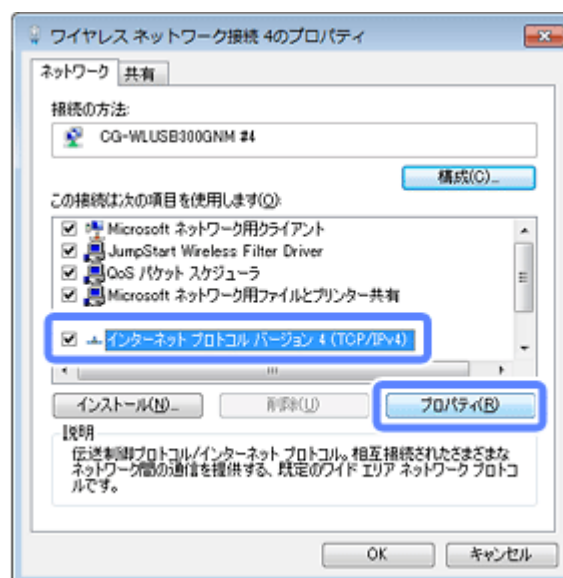 ワイヤレス ネットワーク接続 4のプロパティ
ネットワーク 共有
接続の方法:
CG-WLUSB300GNM #4
構成(C)...
この接続は次の項目を使用します(O):
Microsoft ネットワーク用クライアント
JumpStart Wireless Filter Driver
QoS パケット スケジューラ
Microsoft ネットワーク用ファイルとプリンター共有
インターネット プロトコル バージョン 4 (TCP/IPv4)
インストール(N)... 削除(U) プロパティ(R)
説明
伝送制御プロトコル/インターネット プロトコル。相互接続されたさまざまな
ネットワーク間の通信を提供する、既定のワイド エリア ネットワーク プロトコ
ルです。
OK キャンセル